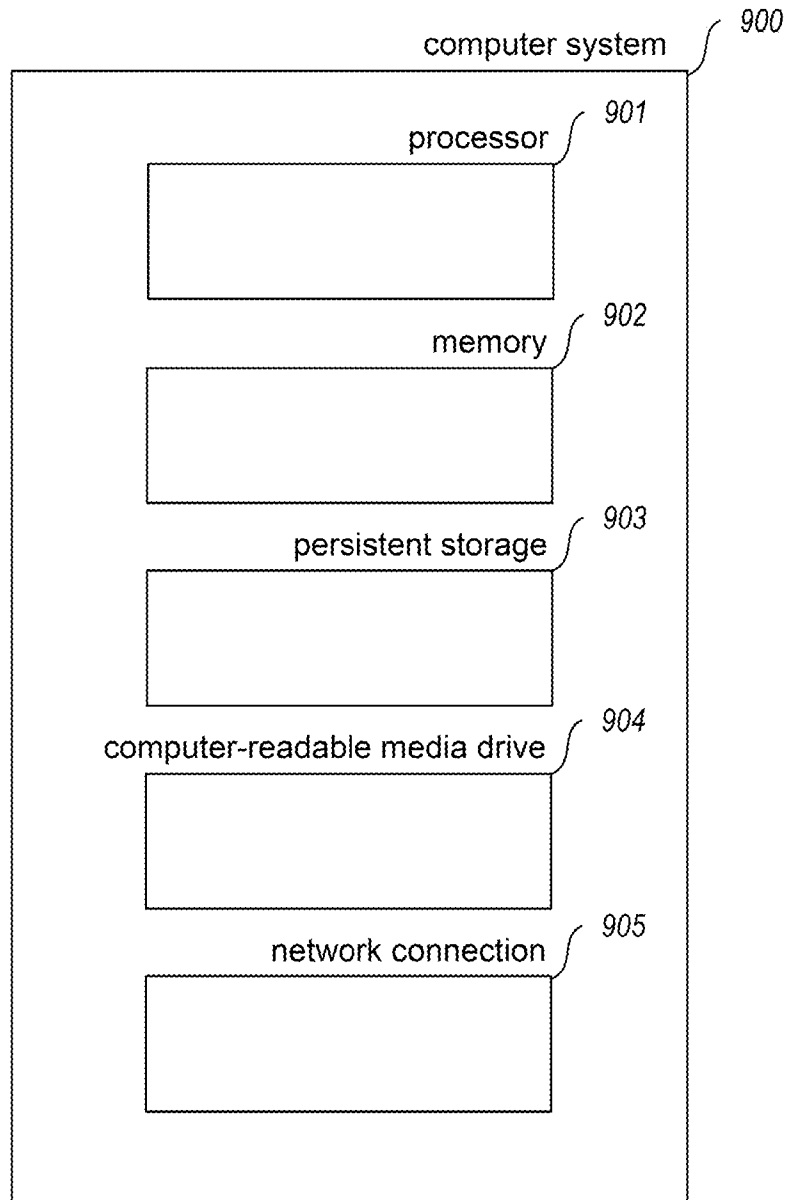 900
computer system
901
processor
902
memory
903
persistent storage
904
computer-readable media drive
905
network connection